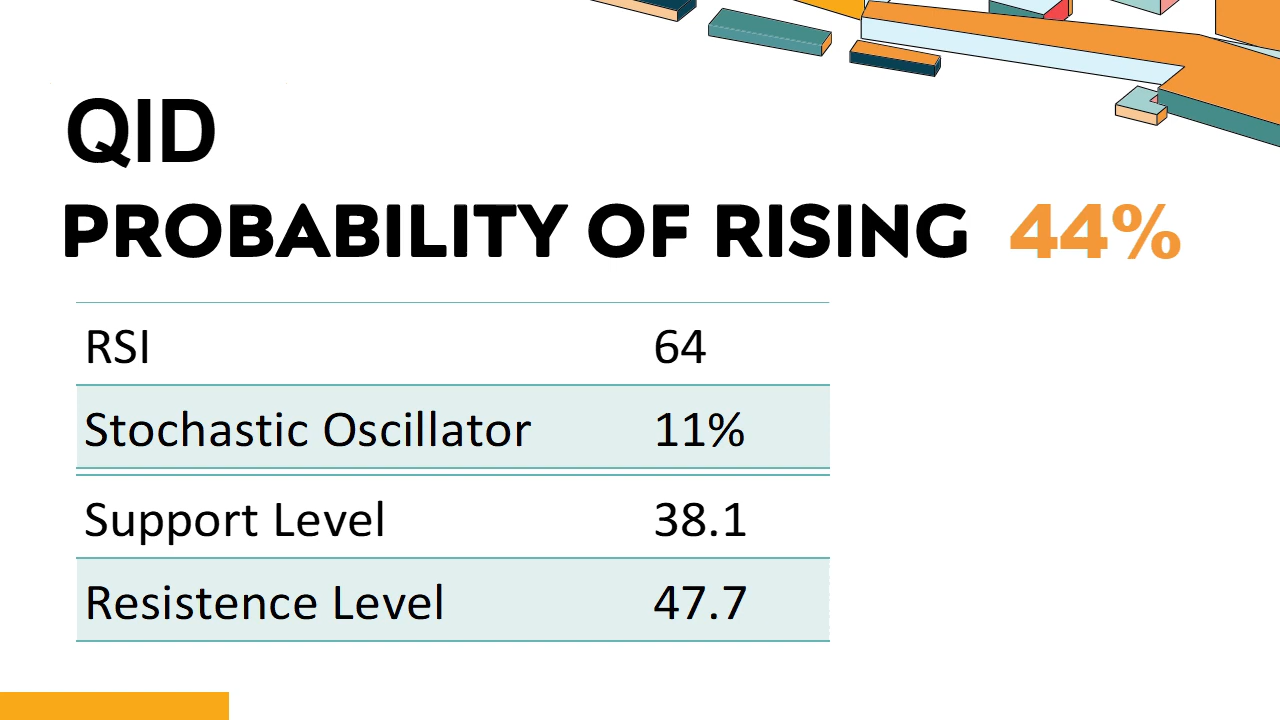 QID
PROBABILITY OF RISING 44%
RSI 64
Stochastic Oscillator 11%
Support Level 38.1
Resistence Level 47.7